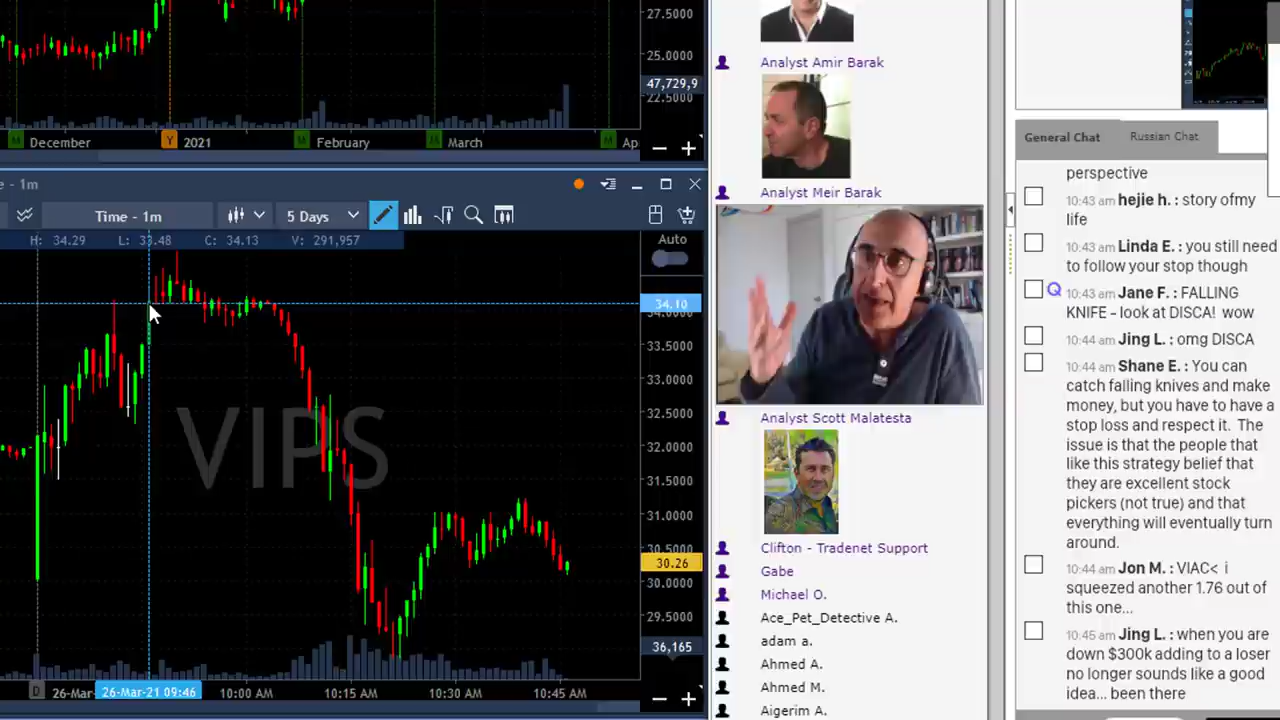 27.5000
25.0000
47,729,9
22.5000
M December Y 2021 M February M March M Ap
e - 1m
Time - 1m
5 Days
H: 34.29 L: 33.48 C: 34.13 V: 291,957
Auto
34.10
34.0000
33.5000
33.0000
32.5000
32.0000
31.5000
31.0000
30.5000
30.26
30.0000
29.5000
36,165
VIPS
D 26-Mar- 26-Mar-21 09:46 10:00 AM 10:15 AM 10:30 AM 10:45 AM
Analyst Amir Barak
Analyst Meir Barak
Analyst Scott Malatesta
Clifton - Tradenet Support
Gabe
Michael O.
Ace_Pet_Detective A.
adam a.
Ahmed A.
Ahmed M.
Aigerim A.
General Chat Russian Chat
perspective
10:43 am hejie h. : story ofmy
life
10:43 am Linda E. : you still need
to follow your stop though
10:43 am Jane F. : FALLING
KNIFE - look at DISCA! wow
10:44 am Jing L. : omg DISCA
10:44 am Shane E. : You can
catch falling knives and make
money, but you have to have a
stop loss and respect it. The
issue is that the people that
like this strategy belief that
they are excellent stock
pickers (not true) and that
everything will eventually turn
around.
10:44 am Jon M. : VIAC< i
squeezed another 1.76 out of
this one...
10:45 am Jing L. : when you are
down $300k adding to a loser
no longer sounds like a good
idea... been there